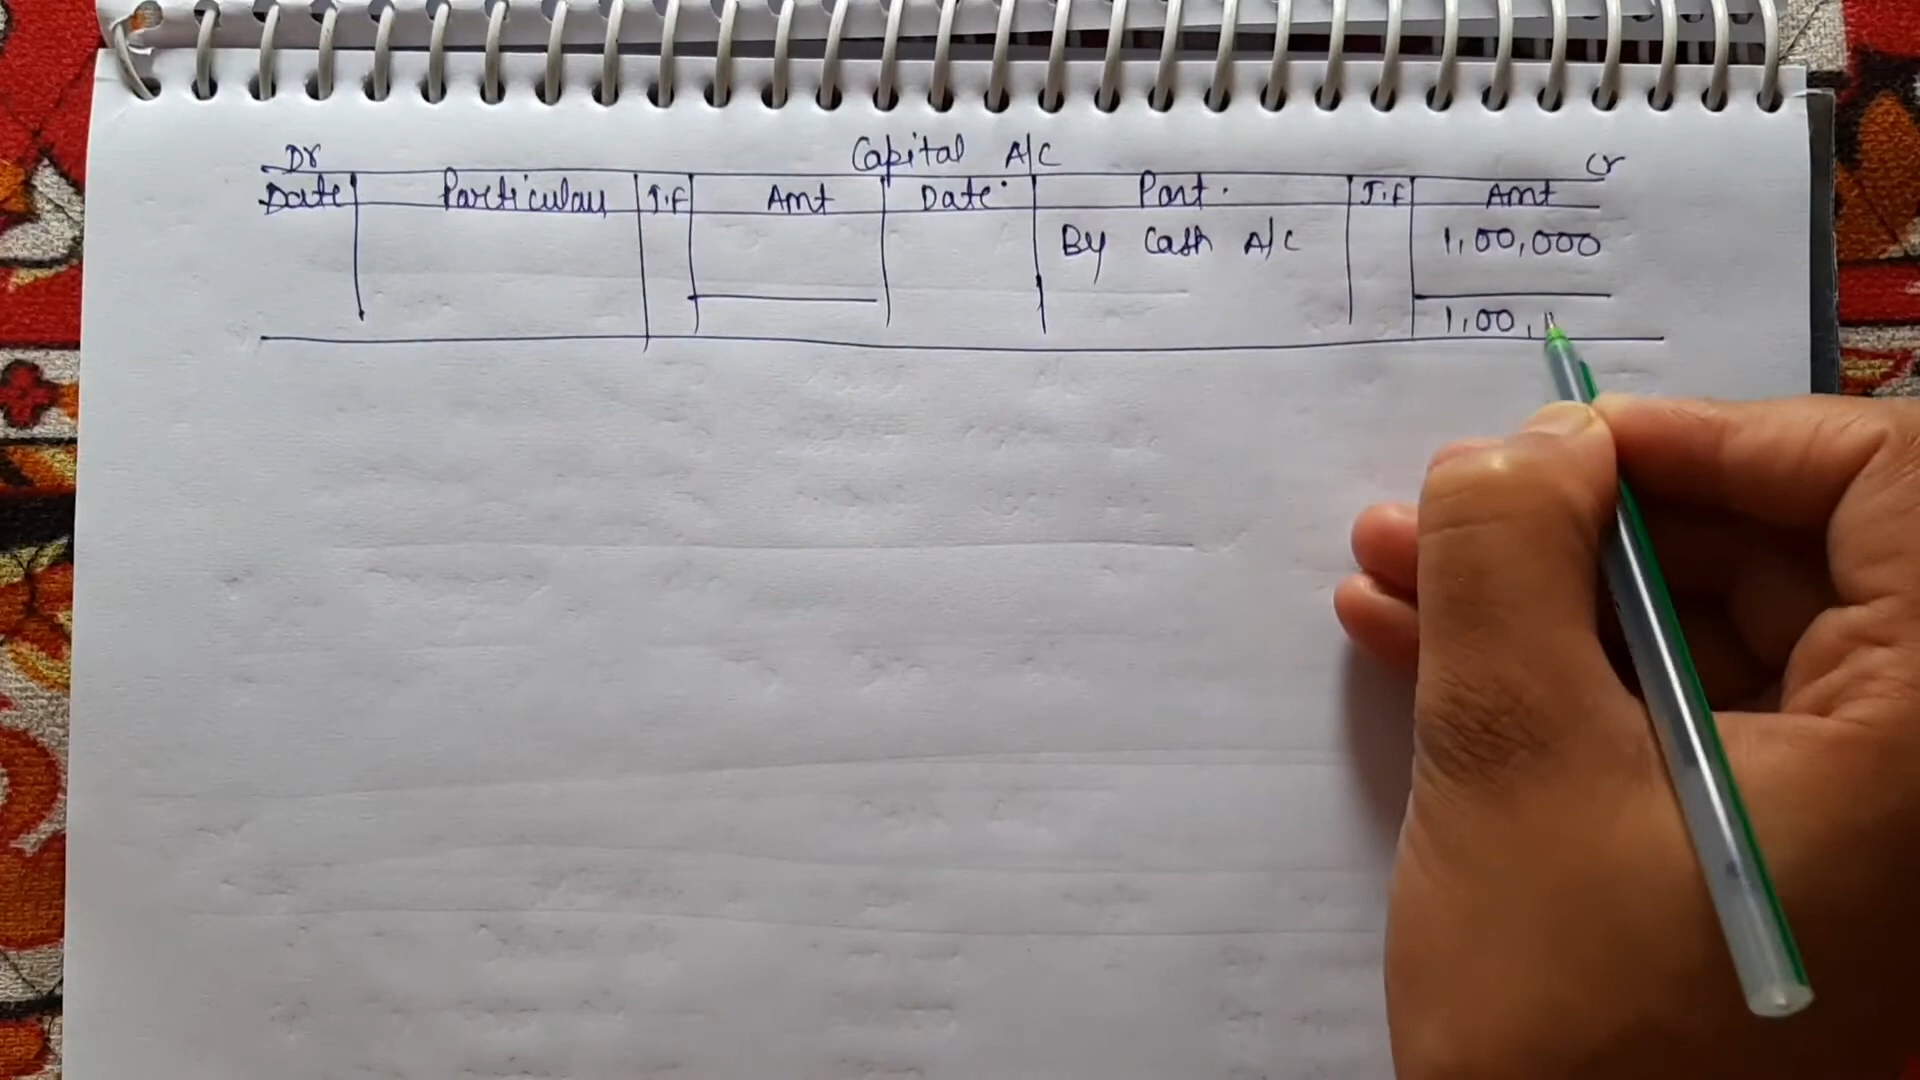 Dr Capital A/C Cr
Date Particulars J.F Amt Date Part. J.F Amt
By Cash A/C 1,00,000
1,00,